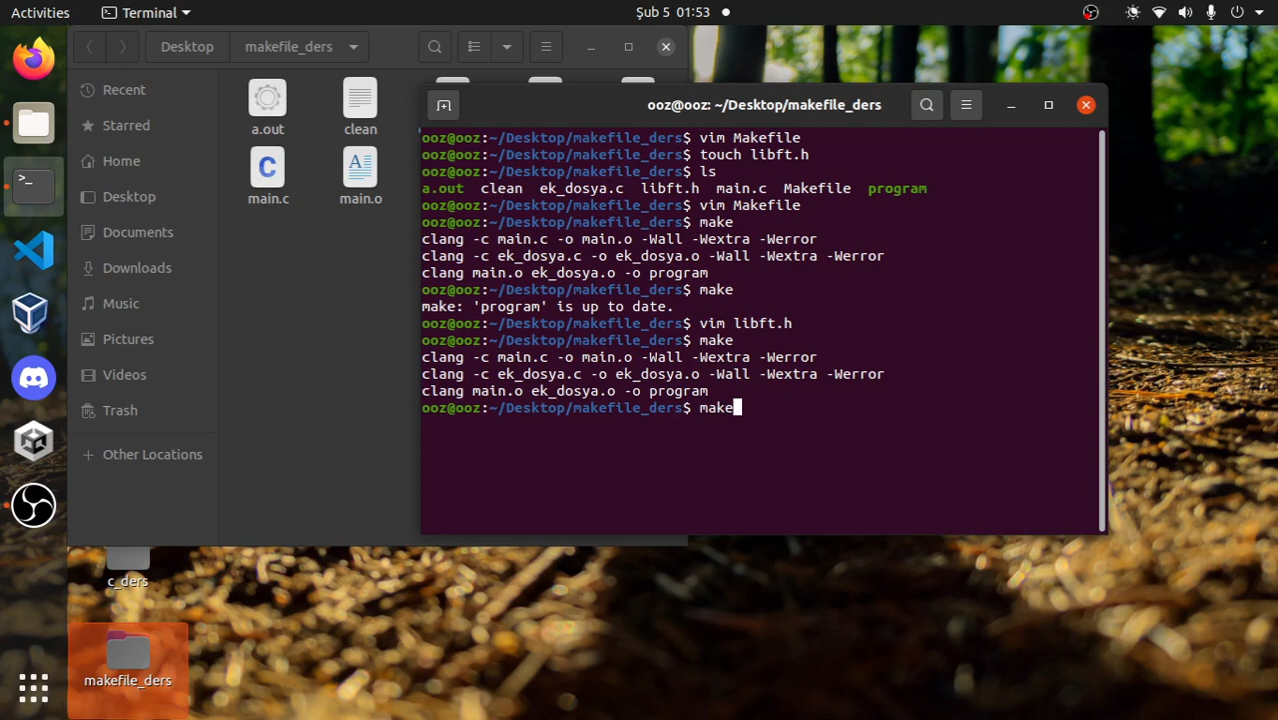 Activities
Terminal
Şub 5 01:53
Desktop
makefile_ders
Recent
Starred
Home
Desktop
Documents
Downloads
Music
Pictures
Videos
Trash
Other Locations
a.out
clean
main.c
main.o
ooz@ooz: ~/Desktop/makefile_ders
ooz@ooz:~/Desktop/makefile_ders$ vim Makefile
ooz@ooz:~/Desktop/makefile_ders$ touch libft.h
ooz@ooz:~/Desktop/makefile_ders$ ls
a.out clean ek_dosya.c libft.h main.c Makefile program
ooz@ooz:~/Desktop/makefile_ders$ vim Makefile
ooz@ooz:~/Desktop/makefile_ders$ make
clang -c main.c -o main.o -Wall -Wextra -Werror
clang -c ek_dosya.c -o ek_dosya.o -Wall -Wextra -Werror
clang main.o ek_dosya.o -o program
ooz@ooz:~/Desktop/makefile_ders$ make
make: 'program' is up to date.
ooz@ooz:~/Desktop/makefile_ders$ vim libft.h
ooz@ooz:~/Desktop/makefile_ders$ make
clang -c main.c -o main.o -Wall -Wextra -Werror
clang -c ek_dosya.c -o ek_dosya.o -Wall -Wextra -Werror
clang main.o ek_dosya.o -o program
ooz@ooz:~/Desktop/makefile_ders$ make
c_ders
makefile_ders